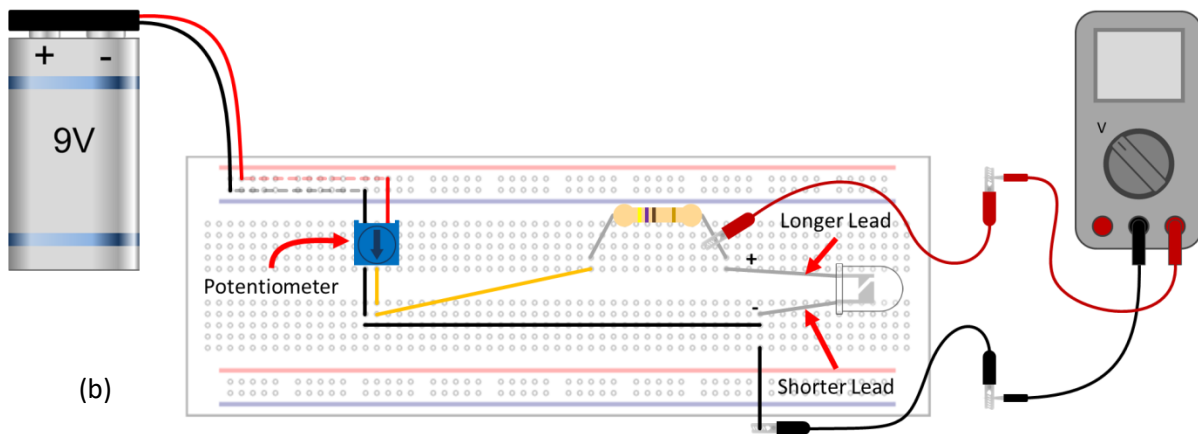 + -
9V
V
Longer Lead
+
Potentiometer
-
Shorter Lead
(b)